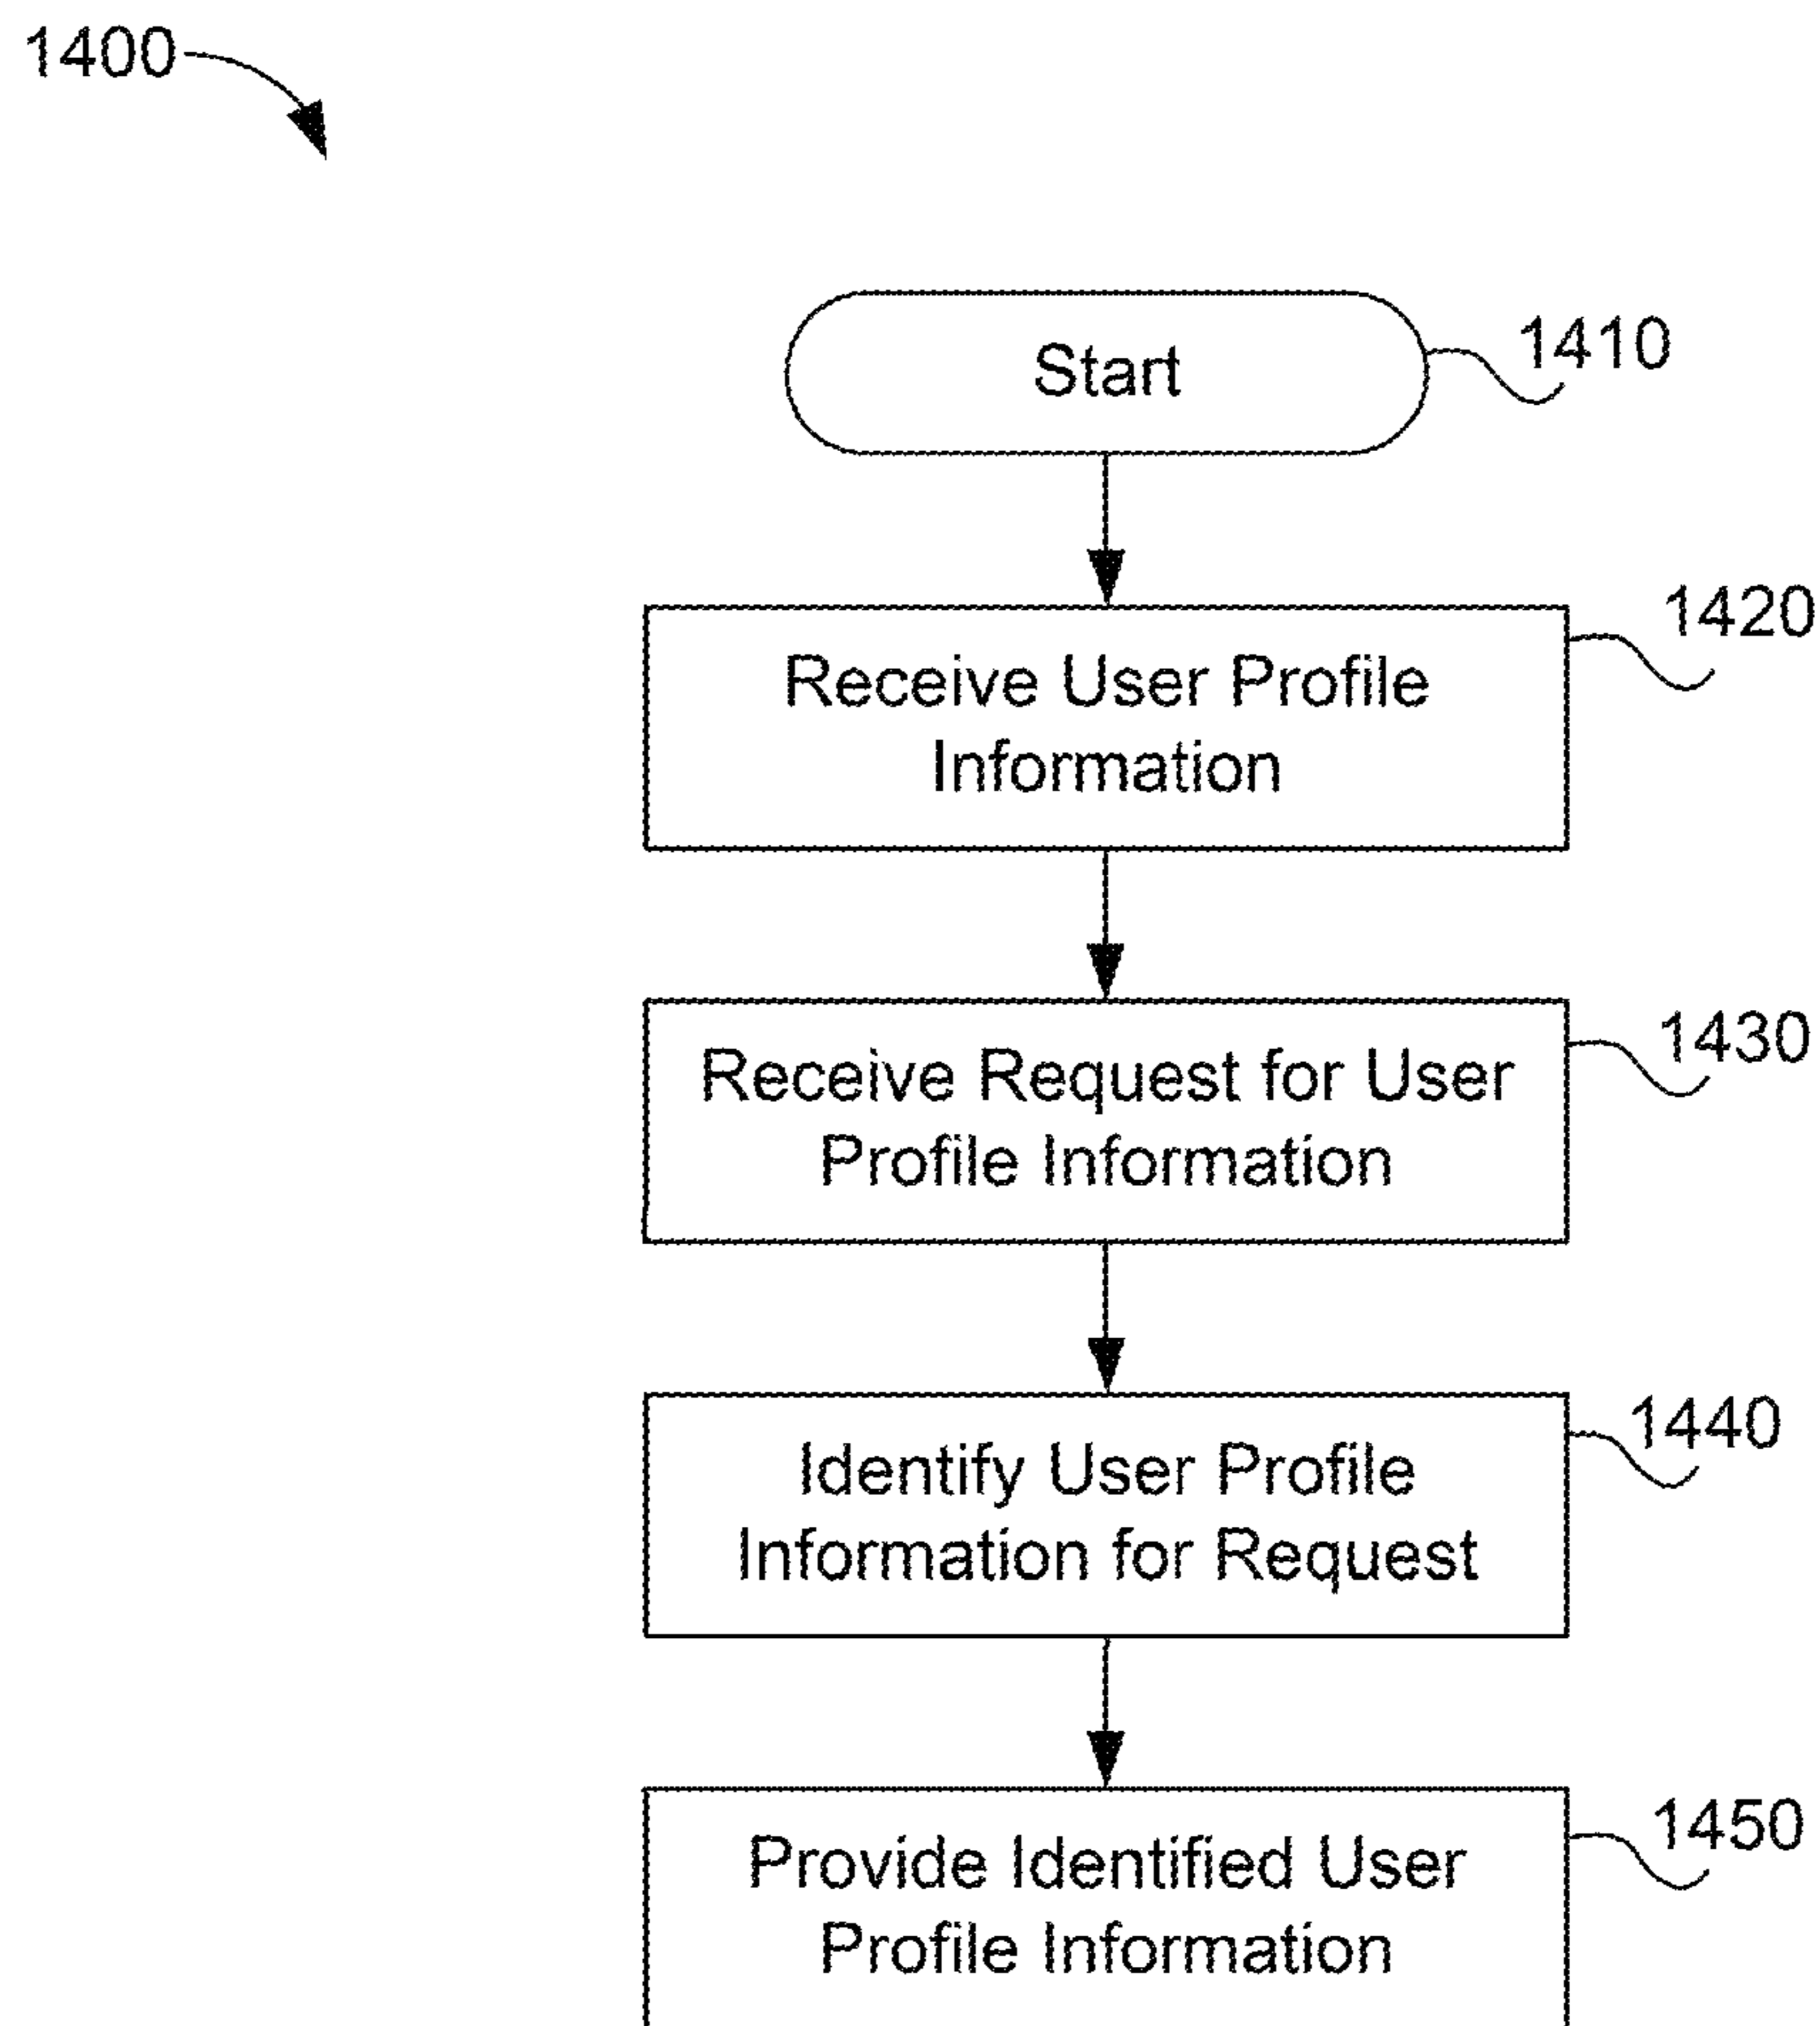 1400
Start
1410
Receive User Profile
Information
1420
Receive Request for User
Profile Information
1430
Identify User Profile
Information for Request
1440
Provide Identified User
Profile Information
1450